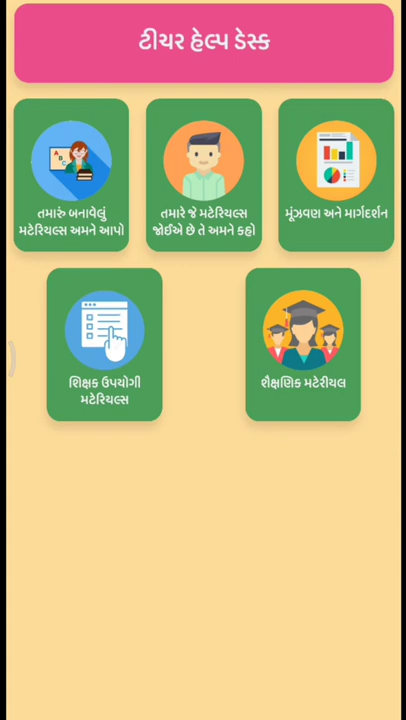 ટીચર હેલ્પ ડેસ્ક
A
B
D
C
તમારું બનાવેલું
મટેરિયલ્સ અમને આપો
તમારે જે મટેરિયલ્સ
જોઈએ છે તે અમને કહો
મૂંઝવણ અને માર્ગદર્શન
શિક્ષક ઉપયોગી
મટેરિયલ્સ
શૈક્ષણિક મટેરીયલ